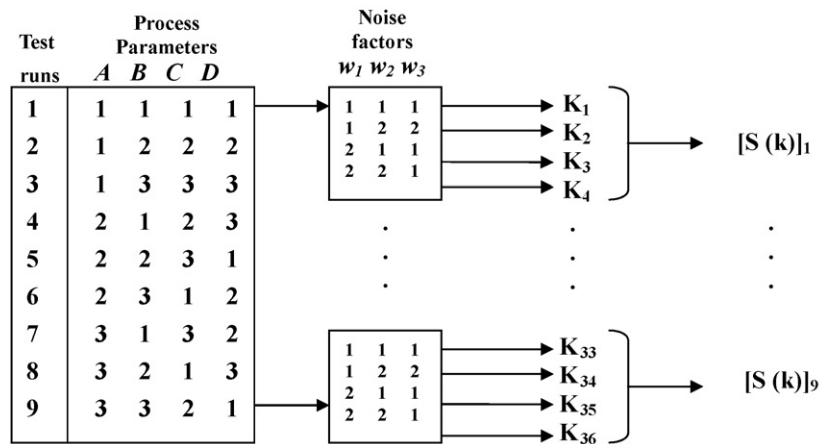 Test runs
Process Parameters
A B C D
Noise factors
w1 w2 w3
1 1 1 1 1
2 1 2 2 2
3 1 3 3 3
4 2 1 2 3
5 2 2 3 1
6 2 3 1 2
7 3 1 3 2
8 3 2 1 3
9 3 3 2 1
1 1 1
1 2 2
2 1 1
2 2 1
K1
K2
K3
K4
[S (k)]1
. . .
. . .
. . .
1 1 1
1 2 2
2 1 1
2 2 1
K33
K34
K35
K36
[S (k)]9